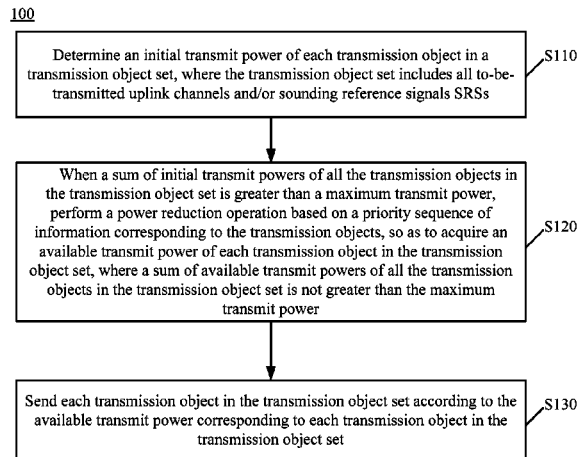 100
Determine an initial transmit power of each transmission object in a
transmission object set, where the transmission object set includes all to-be-
transmitted uplink channels and/or sounding reference signals SRSs
S110
When a sum of initial transmit powers of all the transmission objects in
the transmission object set is greater than a maximum transmit power,
perform a power reduction operation based on a priority sequence of
information corresponding to the transmission objects, so as to acquire an
available transmit power of each transmission object in the transmission
object set, where a sum of available transmit powers of all the transmission
objects in the transmission object set is not greater than the maximum
transmit power
S120
Send each transmission object in the transmission object set according to the
available transmit power corresponding to each transmission object in the
transmission object set
S130